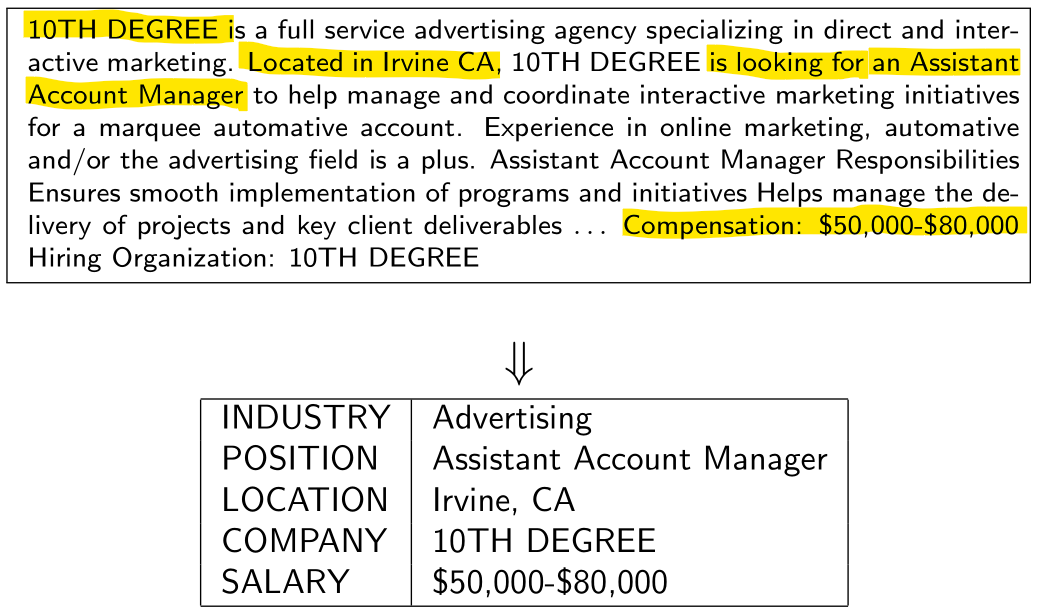 10TH DEGREE is a full service advertising agency specializing in direct and inter-
active marketing. Located in Irvine CA, 10TH DEGREE is looking for an Assistant
Account Manager to help manage and coordinate interactive marketing initiatives
for a marquee automative account. Experience in online marketing, automative
and/or the advertising field is a plus. Assistant Account Manager Responsibilities
Ensures smooth implementation of programs and initiatives Helps manage the de-
livery of projects and key client deliverables ... Compensation: $50,000-$80,000
Hiring Organization: 10TH DEGREE
⇓
INDUSTRY Advertising
POSITION Assistant Account Manager
LOCATION Irvine, CA
COMPANY 10TH DEGREE
SALARY $50,000-$80,000